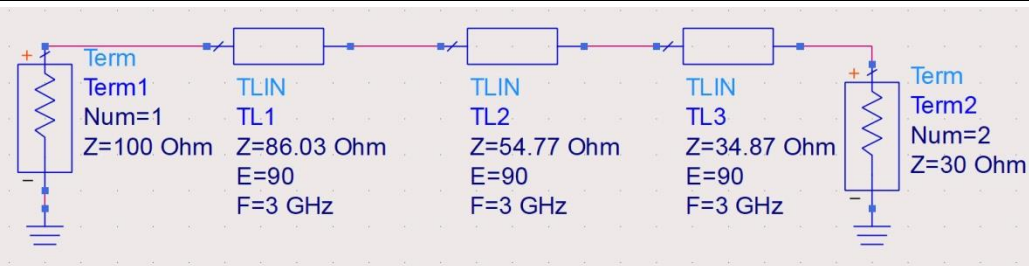 +
Term
Term1
Num=1
Z=100 Ohm
−
TLIN
TL1
Z=86.03 Ohm
E=90
F=3 GHz
TLIN
TL2
Z=54.77 Ohm
E=90
F=3 GHz
TLIN
TL3
Z=34.87 Ohm
E=90
F=3 GHz
+
Term
Term2
Num=2
Z=30 Ohm
−